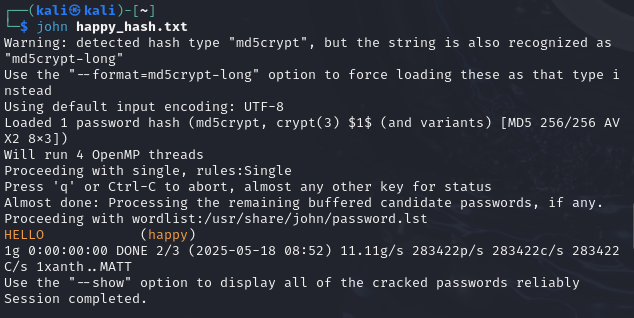 ┌──(kali㉿kali)-[~]
└─$ john happy_hash.txt
Warning: detected hash type "md5crypt", but the string is also recognized as
"md5crypt-long"
Use the "--format=md5crypt-long" option to force loading these as that type i
nstead
Using default input encoding: UTF-8
Loaded 1 password hash (md5crypt, crypt(3) $1$ (and variants) [MD5 256/256 AV
X2 8×3])
Will run 4 OpenMP threads
Proceeding with single, rules:Single
Press 'q' or Ctrl-C to abort, almost any other key for status
Almost done: Processing the remaining buffered candidate passwords, if any.
Proceeding with wordlist:/usr/share/john/password.lst
HELLO            (happy)
1g 0:00:00:00 DONE 2/3 (2025-05-18 08:52) 11.11g/s 283422p/s 283422c/s 283422
C/s 1xanth..MATT
Use the "--show" option to display all of the cracked passwords reliably
Session completed.